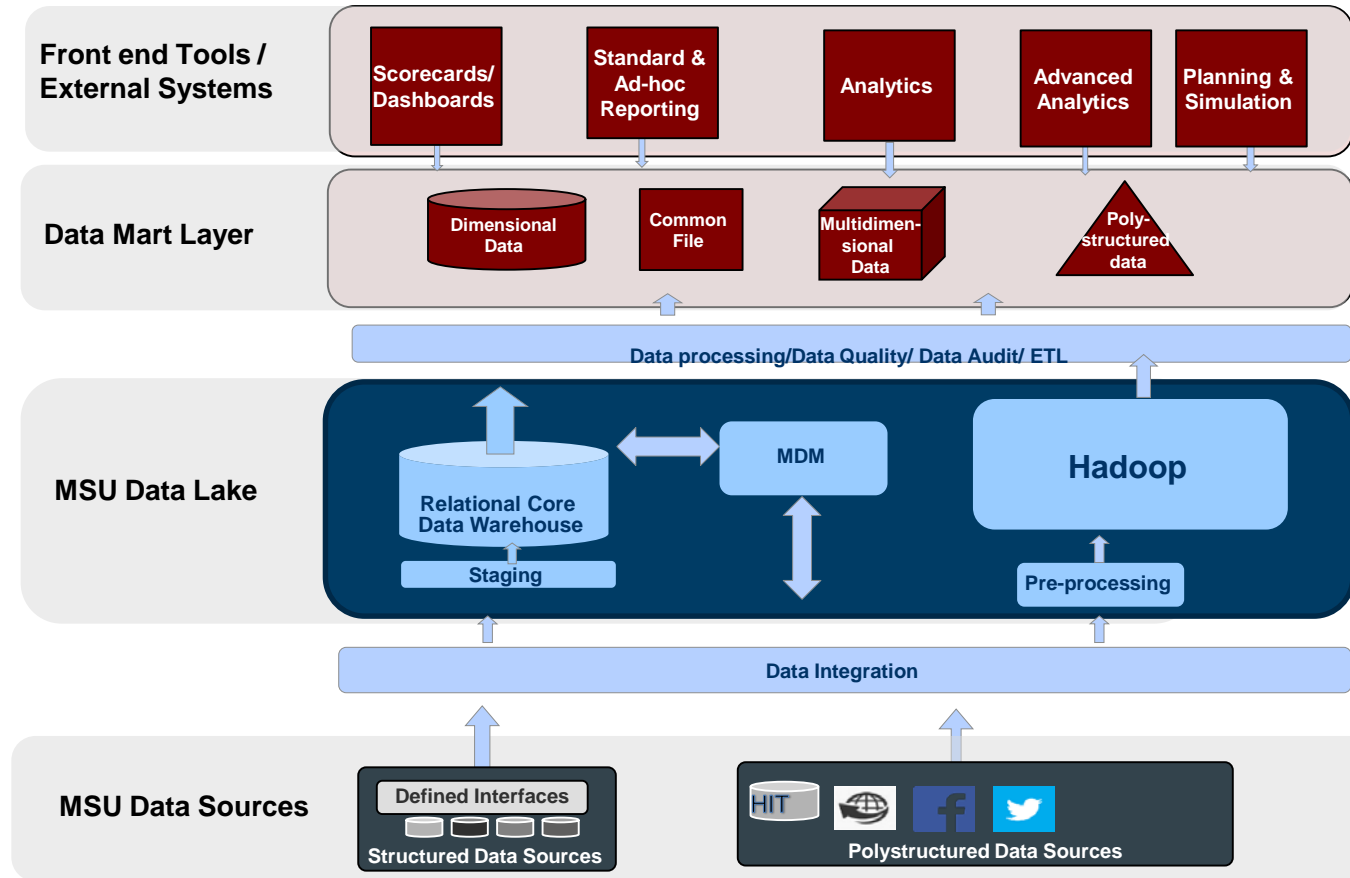 Front end Tools /
External Systems
Scorecards/
Dashboards
Standard &
Ad-hoc
Reporting
Analytics
Advanced
Analytics
Planning &
Simulation
Data Mart Layer
Dimensional
Data
Common
File
Multidimen-
sional
Data
Poly-
structured
data
Data processing/Data Quality/ Data Audit/ ETL
MSU Data Lake
Relational Core
Data Warehouse
Staging
MDM
Hadoop
Pre-processing
Data Integration
MSU Data Sources
Defined Interfaces
Structured Data Sources
HIT
Polystructured Data Sources